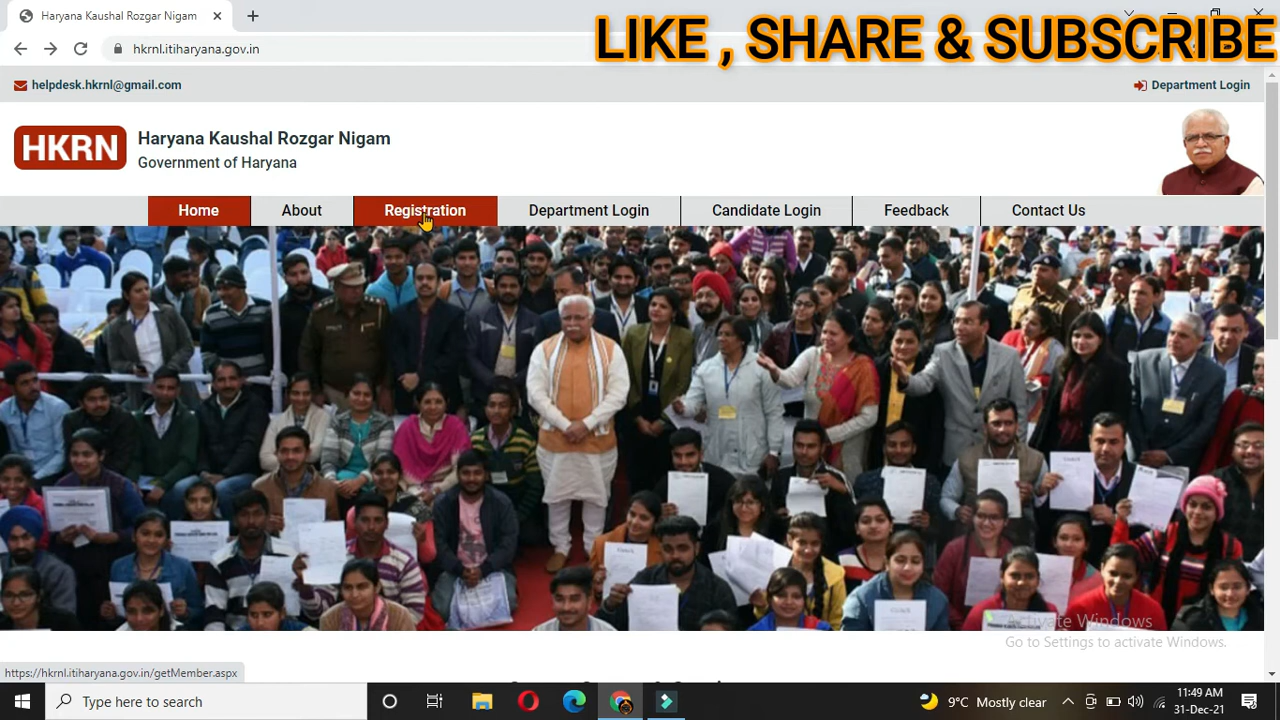 Haryana Kaushal Rozgar Nigam
LIKE , SHARE & SUBSCRIBE
hkrnl.itiharyana.gov.in
helpdesk.hkrnl@gmail.com
Department Login
HKRN
Haryana Kaushal Rozgar Nigam
Government of Haryana
Home
About
Registration
Department Login
Candidate Login
Feedback
Contact Us
Activate Windows
Go to Settings to activate Windows.
https://hkrnl.itiharyana.gov.in/getMember.aspx
Type here to search
9°C Mostly clear
11:49 AM
31-Dec-21